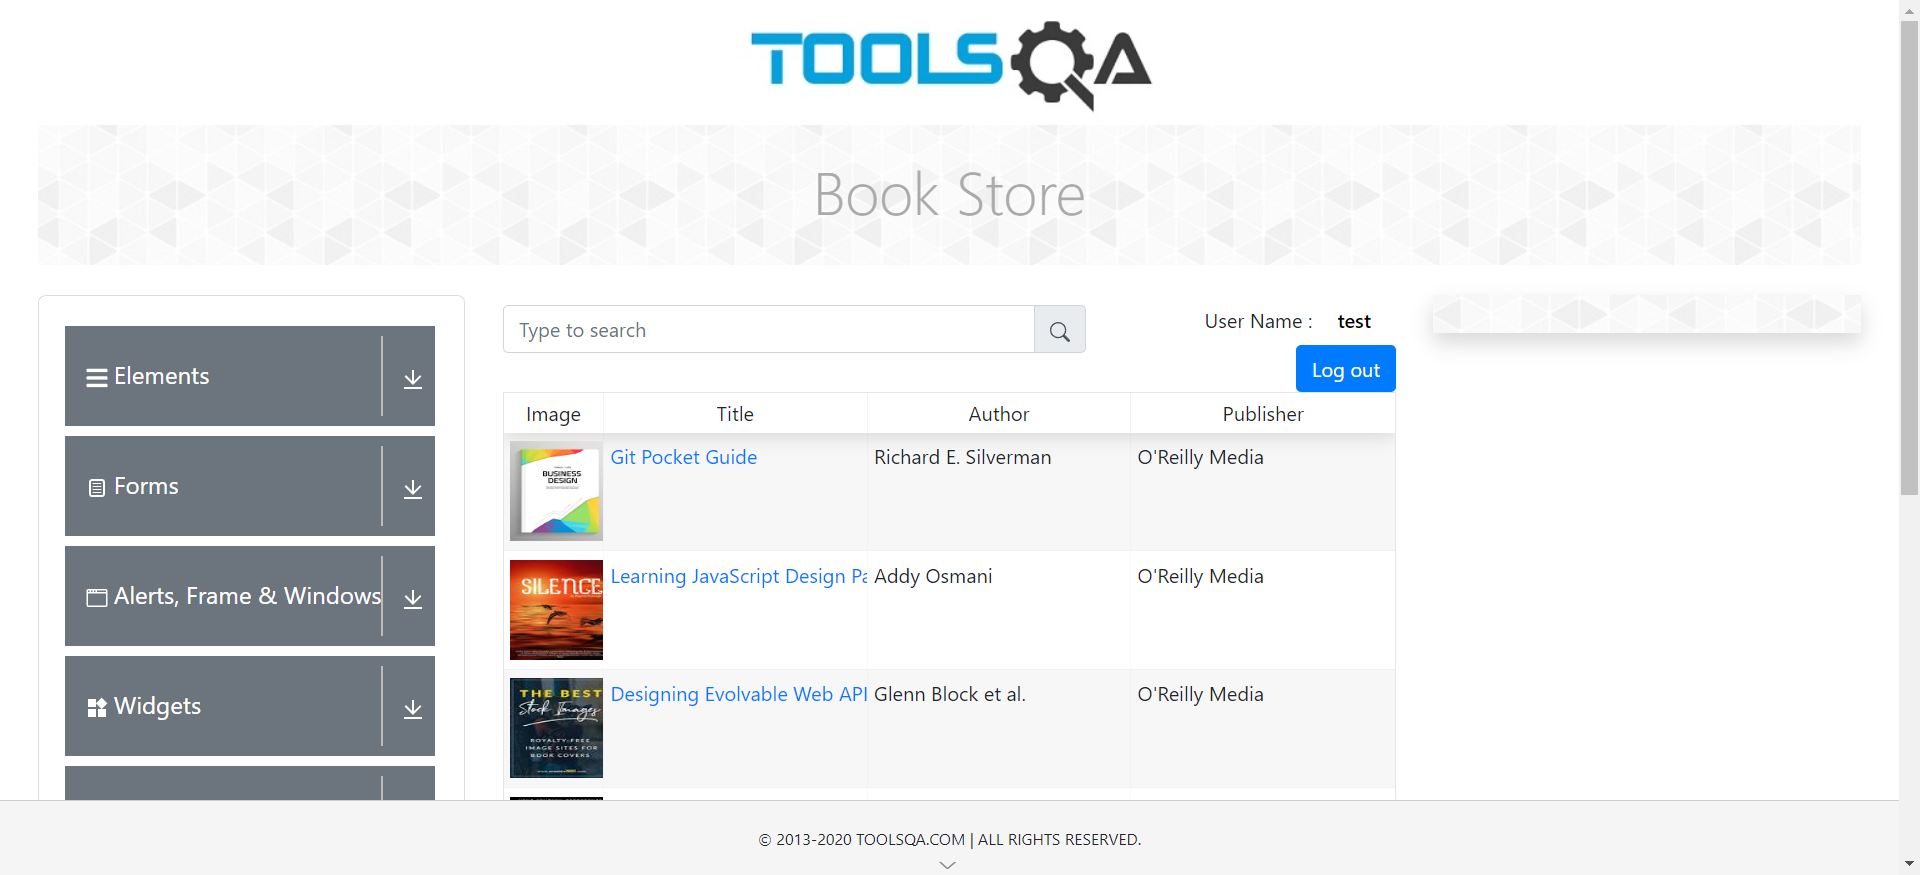 TOOLSQA
Book Store
Elements
Forms
Alerts, Frame & Windows
Widgets
Type to search
User Name : test
Log out
Image Title Author Publisher
BUSINESS
DESIGN
Git Pocket Guide Richard E. Silverman O'Reilly Media
SILENCE
Learning JavaScript Design Pa Addy Osmani O'Reilly Media
THE BEST
Stock Images
ROYALTY-FREE
IMAGE SITES FOR
BOOK COVERS
Designing Evolvable Web API Glenn Block et al. O'Reilly Media
© 2013-2020 TOOLSQA.COM | ALL RIGHTS RESERVED.